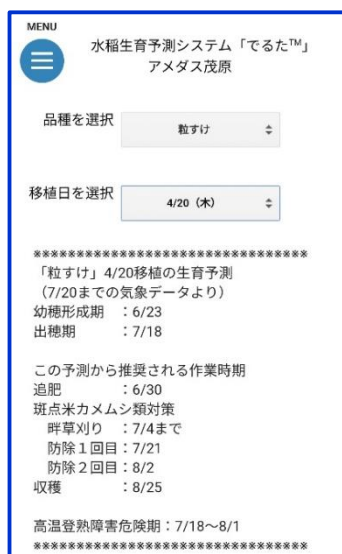 MENU
水稲生育予測システム「でるた™」
アメダス茂原
品種を選択
粒すけ
移植日を選択
4/20（木）
********************************
「粒すけ」4/20移植の生育予測
（7/20までの気象データより）
幼穂形成期 ：6/23
出穂期 ：7/18
この予測から推奨される作業時期
追肥 ：6/30
斑点米カメムシ類対策
畔草刈り ：7/4まで
防除１回目：7/21
防除２回目：8/2
収穫 ：8/25
高温登熟障害危険期：7/18～8/1
********************************